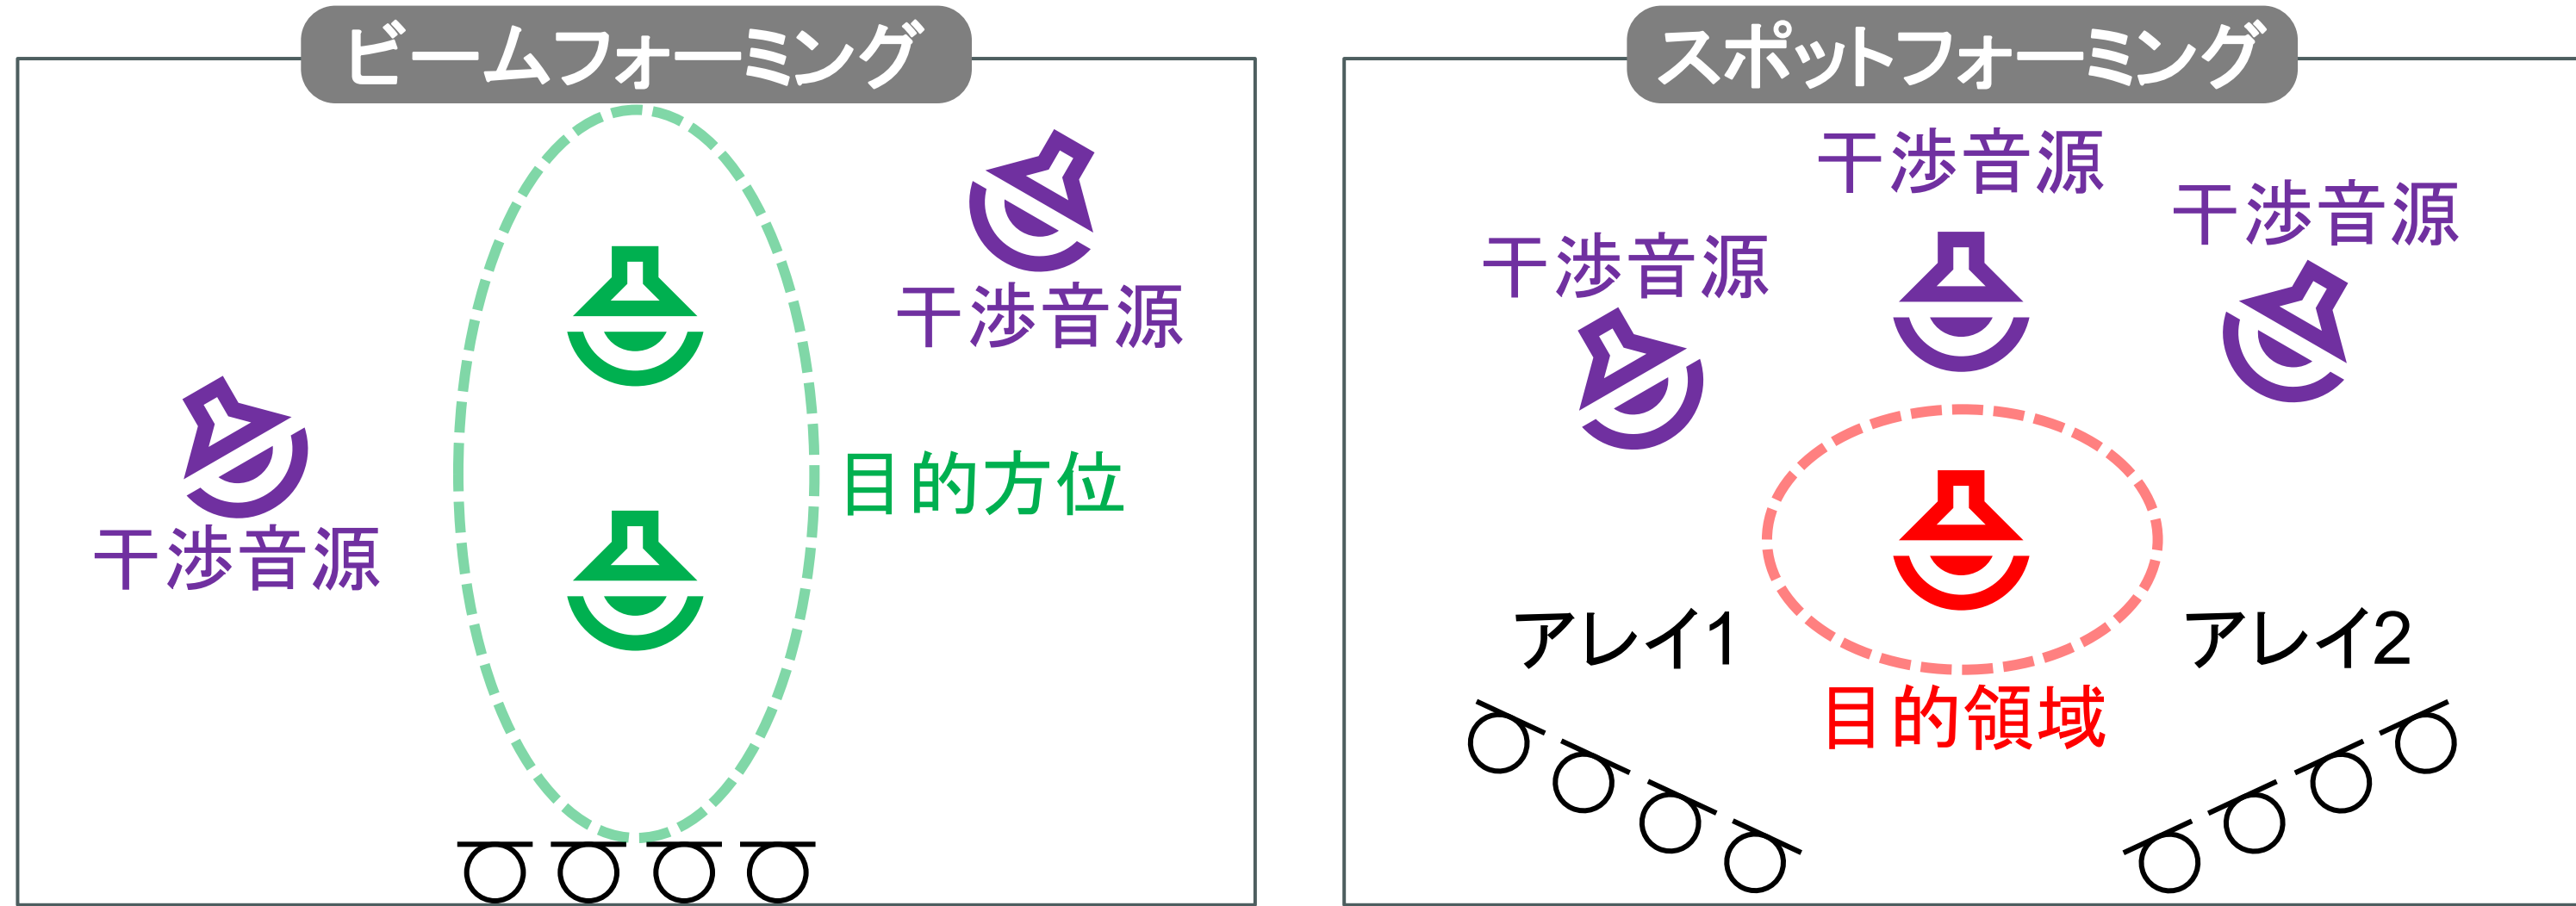 ビームフォーミング
干渉音源
目的方位
干渉音源
スポットフォーミング
干渉音源
干渉音源
干渉音源
アレイ1
アレイ2
目的領域